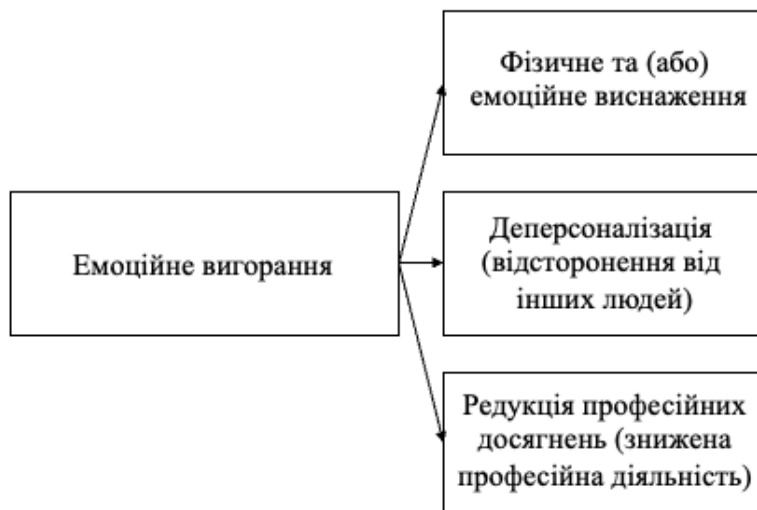 Фізичне та (або)
емоційне виснаження
Емоційне вигорання
Деперсоналізація
(відсторонення від
інших людей)
Редукція професійних
досягнень (знижена
професійна діяльність)